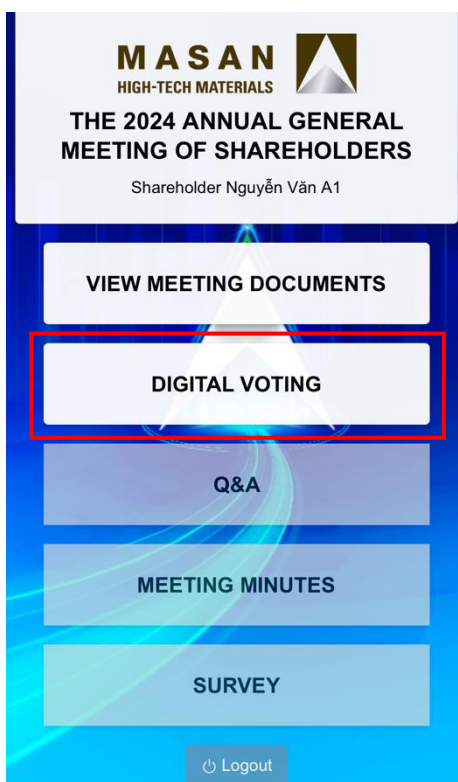 MASAN
HIGH-TECH MATERIALS
THE 2024 ANNUAL GENERAL
MEETING OF SHAREHOLDERS
Shareholder Nguyễn Văn A1
VIEW MEETING DOCUMENTS
DIGITAL VOTING
Q&A
MEETING MINUTES
SURVEY
Logout